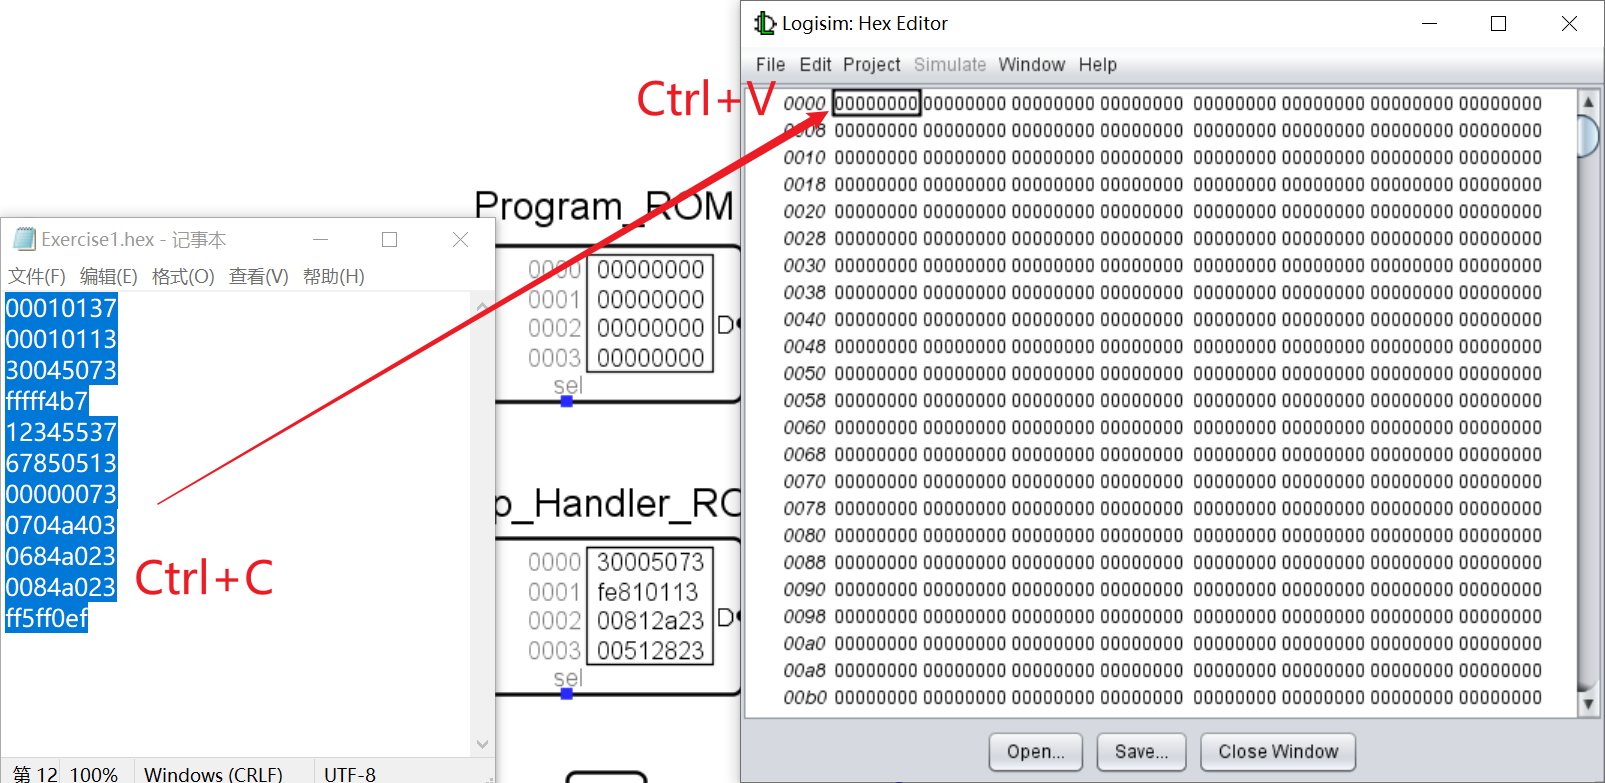 Logisim: Hex Editor
File Edit Project Simulate Window Help
Ctrl+V
0000 00000000 00000000 00000000 00000000 00000000 00000000 00000000 00000000
0008 00000000 00000000 00000000 00000000 00000000 00000000 00000000 00000000
0010 00000000 00000000 00000000 00000000 00000000 00000000 00000000 00000000
0018 00000000 00000000 00000000 00000000 00000000 00000000 00000000 00000000
0020 00000000 00000000 00000000 00000000 00000000 00000000 00000000 00000000
0028 00000000 00000000 00000000 00000000 00000000 00000000 00000000 00000000
0030 00000000 00000000 00000000 00000000 00000000 00000000 00000000 00000000
0038 00000000 00000000 00000000 00000000 00000000 00000000 00000000 00000000
0040 00000000 00000000 00000000 00000000 00000000 00000000 00000000 00000000
0048 00000000 00000000 00000000 00000000 00000000 00000000 00000000 00000000
0050 00000000 00000000 00000000 00000000 00000000 00000000 00000000 00000000
0058 00000000 00000000 00000000 00000000 00000000 00000000 00000000 00000000
0060 00000000 00000000 00000000 00000000 00000000 00000000 00000000 00000000
0068 00000000 00000000 00000000 00000000 00000000 00000000 00000000 00000000
0070 00000000 00000000 00000000 00000000 00000000 00000000 00000000 00000000
0078 00000000 00000000 00000000 00000000 00000000 00000000 00000000 00000000
0080 00000000 00000000 00000000 00000000 00000000 00000000 00000000 00000000
0088 00000000 00000000 00000000 00000000 00000000 00000000 00000000 00000000
0090 00000000 00000000 00000000 00000000 00000000 00000000 00000000 00000000
0098 00000000 00000000 00000000 00000000 00000000 00000000 00000000 00000000
00a0 00000000 00000000 00000000 00000000 00000000 00000000 00000000 00000000
00a8 00000000 00000000 00000000 00000000 00000000 00000000 00000000 00000000
00b0 00000000 00000000 00000000 00000000 00000000 00000000 00000000 00000000
Open... Save... Close Window
Program_ROM
0000 00000000
0001 00000000
0002 00000000
0003 00000000
D
sel
p_Handler_RO
0000 30005073
0001 fe810113
0002 00812a23
0003 00512823
D
sel
Exercise1.hex - 记事本
文件(F) 编辑(E) 格式(O) 查看(V) 帮助(H)
00010137
00010113
30045073
fffff4b7
12345537
67850513
00000073
0704a403
0684a023
0084a023
ff5ff0ef
Ctrl+C
第 12 100% Windows (CRLF) UTF-8